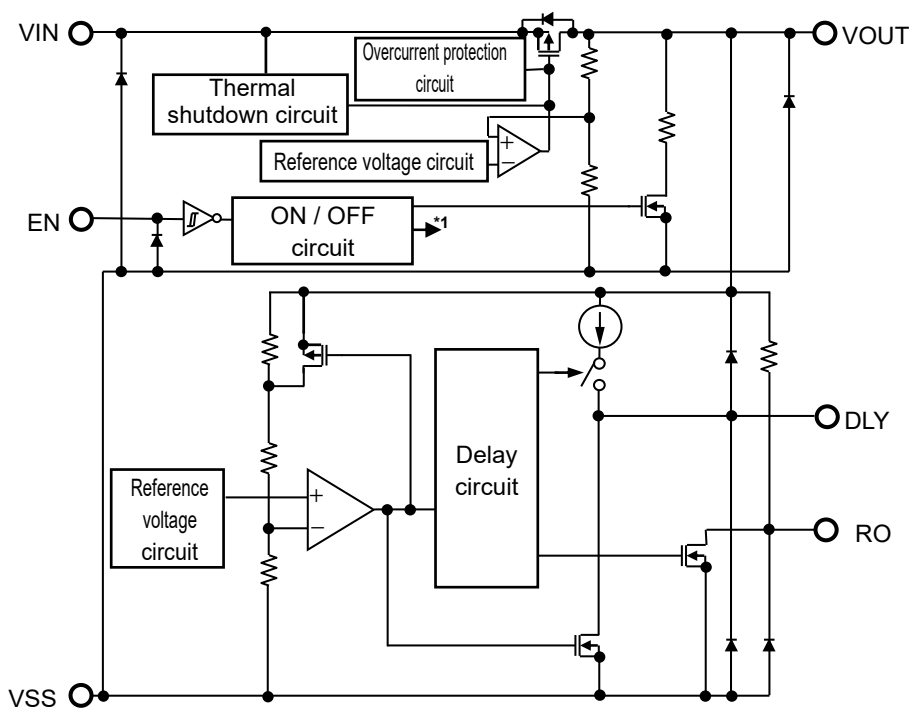 VIN
VOUT
Overcurrent protection
circuit
Thermal
shutdown circuit
+
−
Reference voltage circuit
EN
ON / OFF
circuit
*1
DLY
Delay
circuit
Reference
voltage
circuit
+
−
RO
VSS